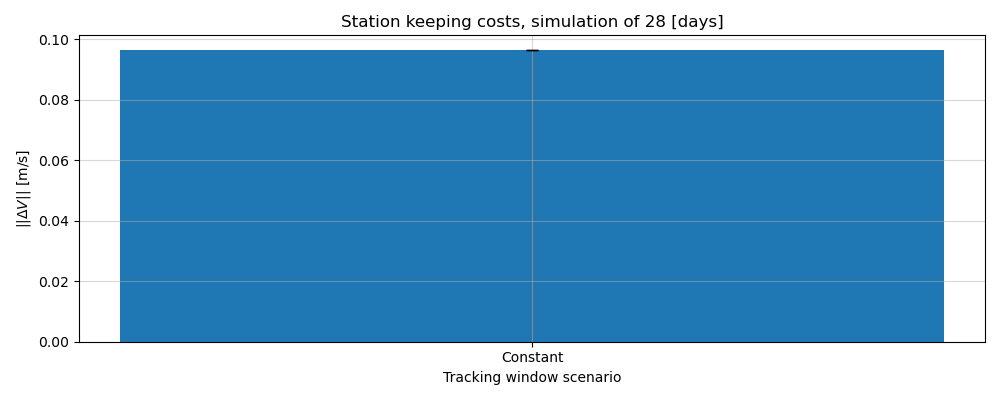 Station keeping costs, simulation of 28 [days]
||ΔV|| [m/s]
0.10
0.08
0.06
0.04
0.02
0.00
Constant
Tracking window scenario